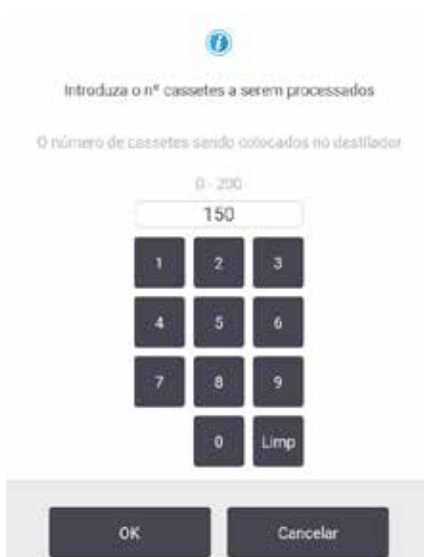 Introduza o nº cassetes a serem processados
O número de cassetes sendo colocados no destilador
0 - 200
150
1 2 3
4 5 6
7 8 9
0 Limp
OK Cancelar